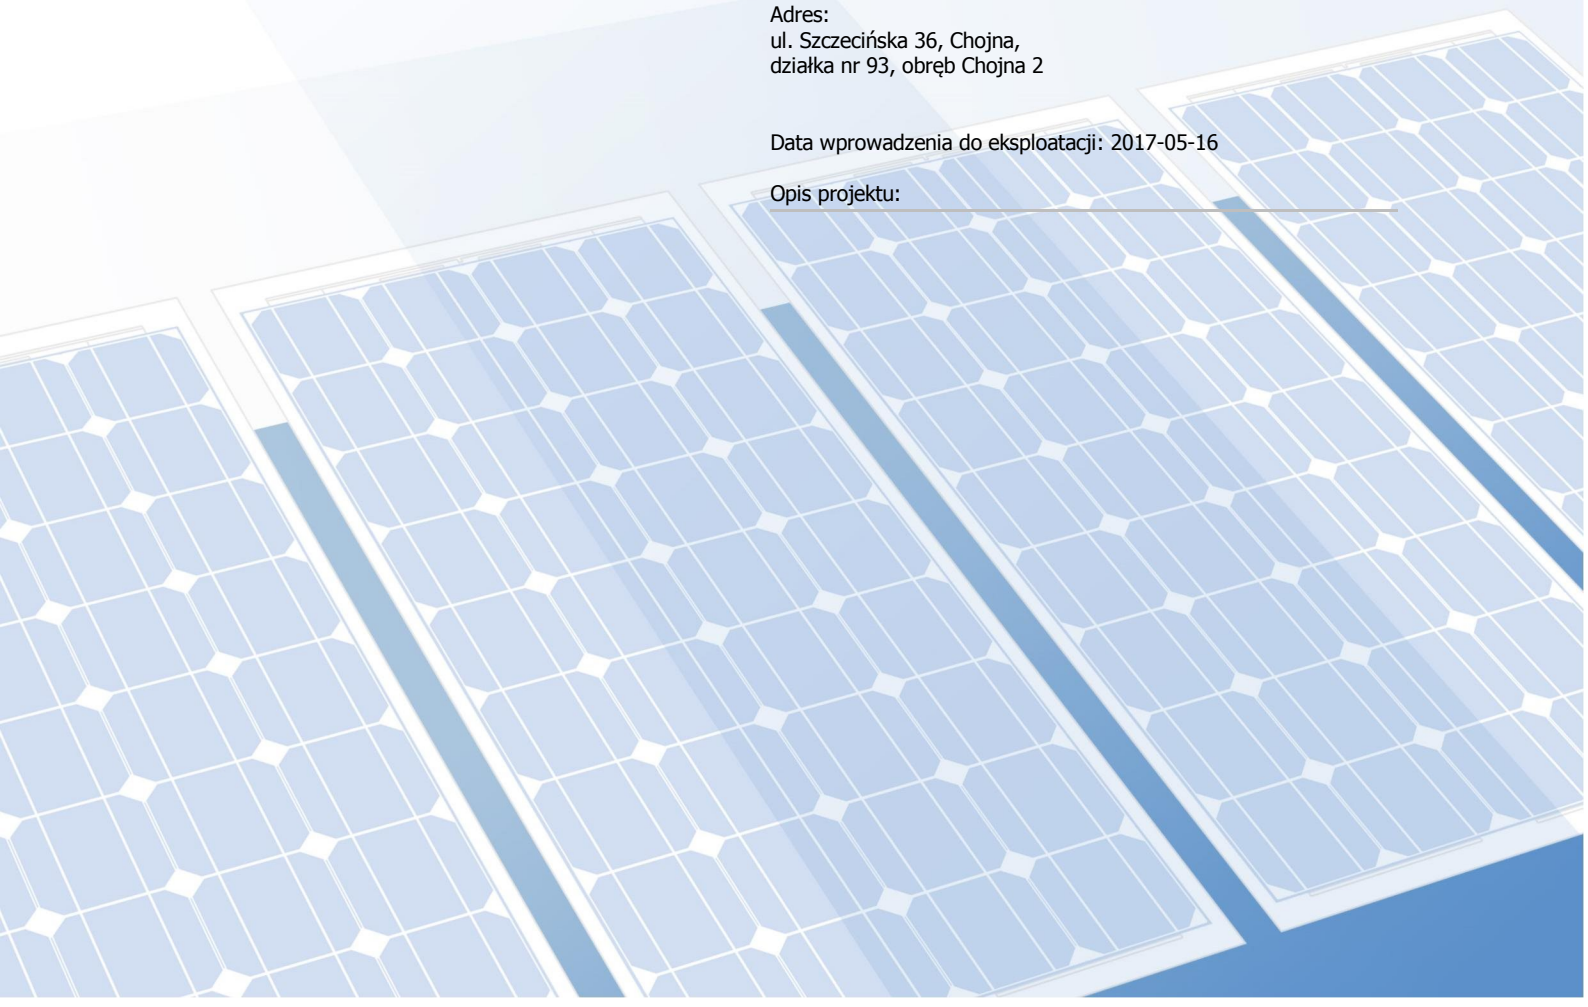 Adres:
ul. Szczecińska 36, Chojna,
działka nr 93, obręb Chojna 2
Data wprowadzenia do eksploatacji: 2017-05-16
Opis projektu: